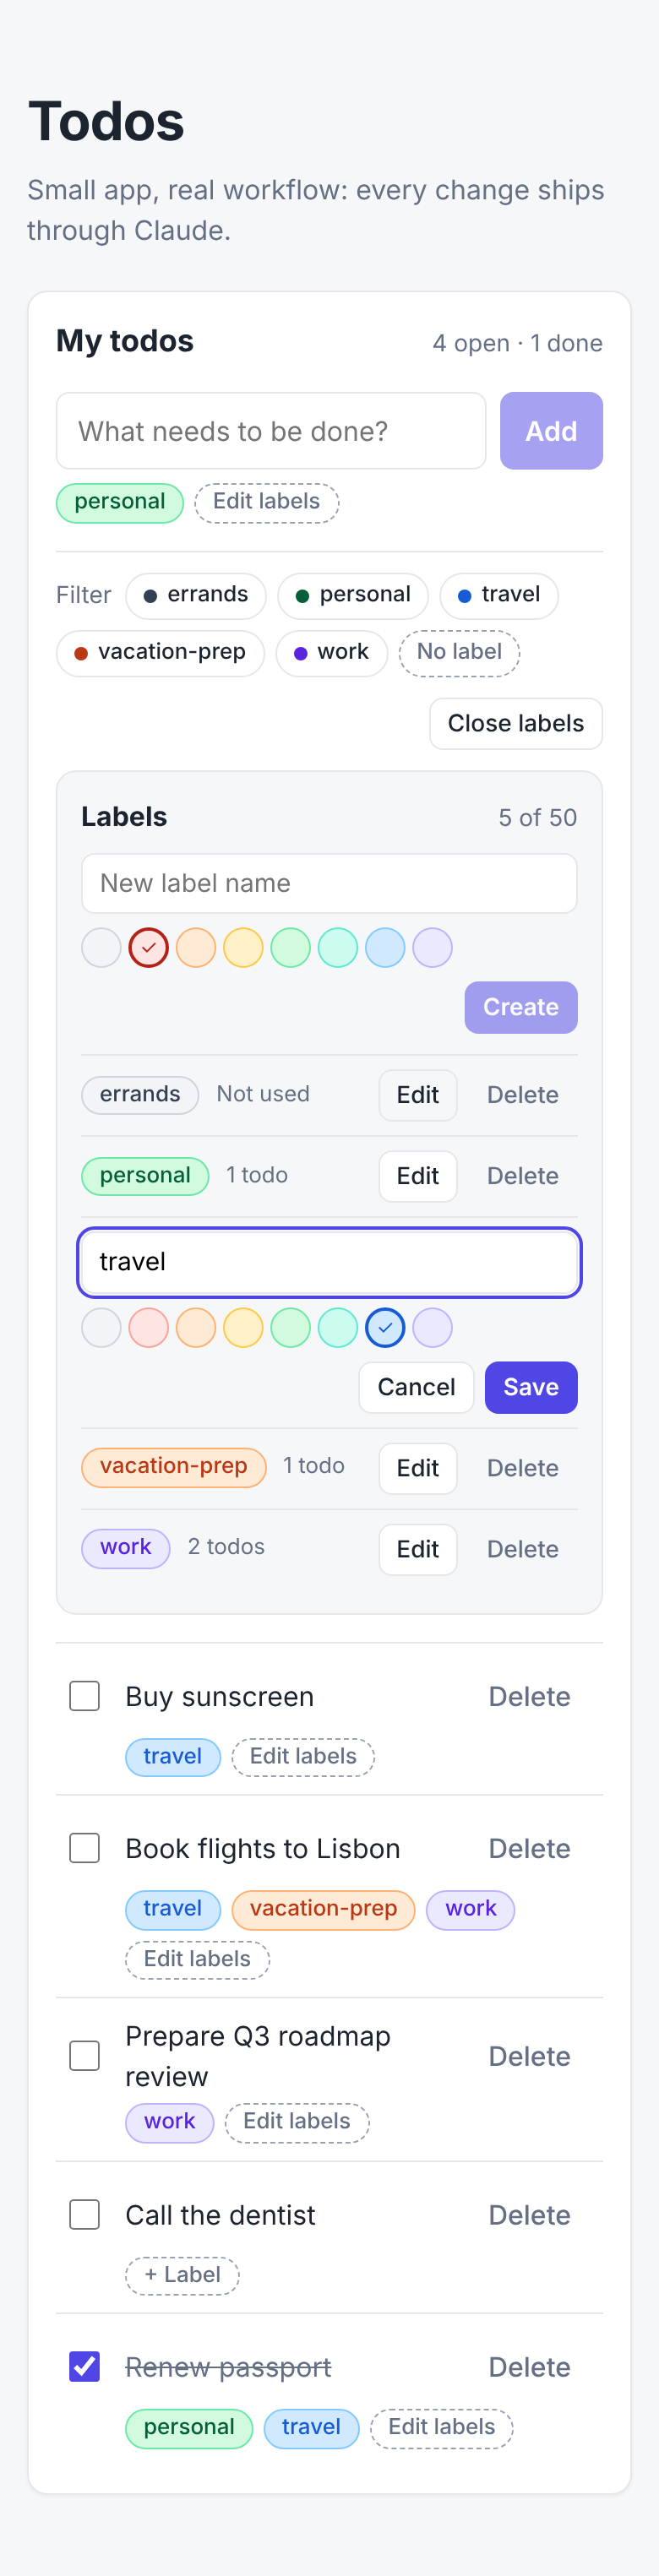 Todos
Small app, real workflow: every change ships
through Claude.
My todos 4 open · 1 done
What needs to be done? Add
personal Edit labels
Filter errands personal travel
vacation-prep work No label
Close labels
Labels 5 of 50
New label name
Create
errands Not used Edit Delete
personal 1 todo Edit Delete
travel
Cancel Save
vacation-prep 1 todo Edit Delete
work 2 todos Edit Delete
Buy sunscreen Delete
travel Edit labels
Book flights to Lisbon Delete
travel vacation-prep work
Edit labels
Prepare Q3 roadmap
review Delete
work Edit labels
Call the dentist Delete
+ Label
Renew passport Delete
personal travel Edit labels